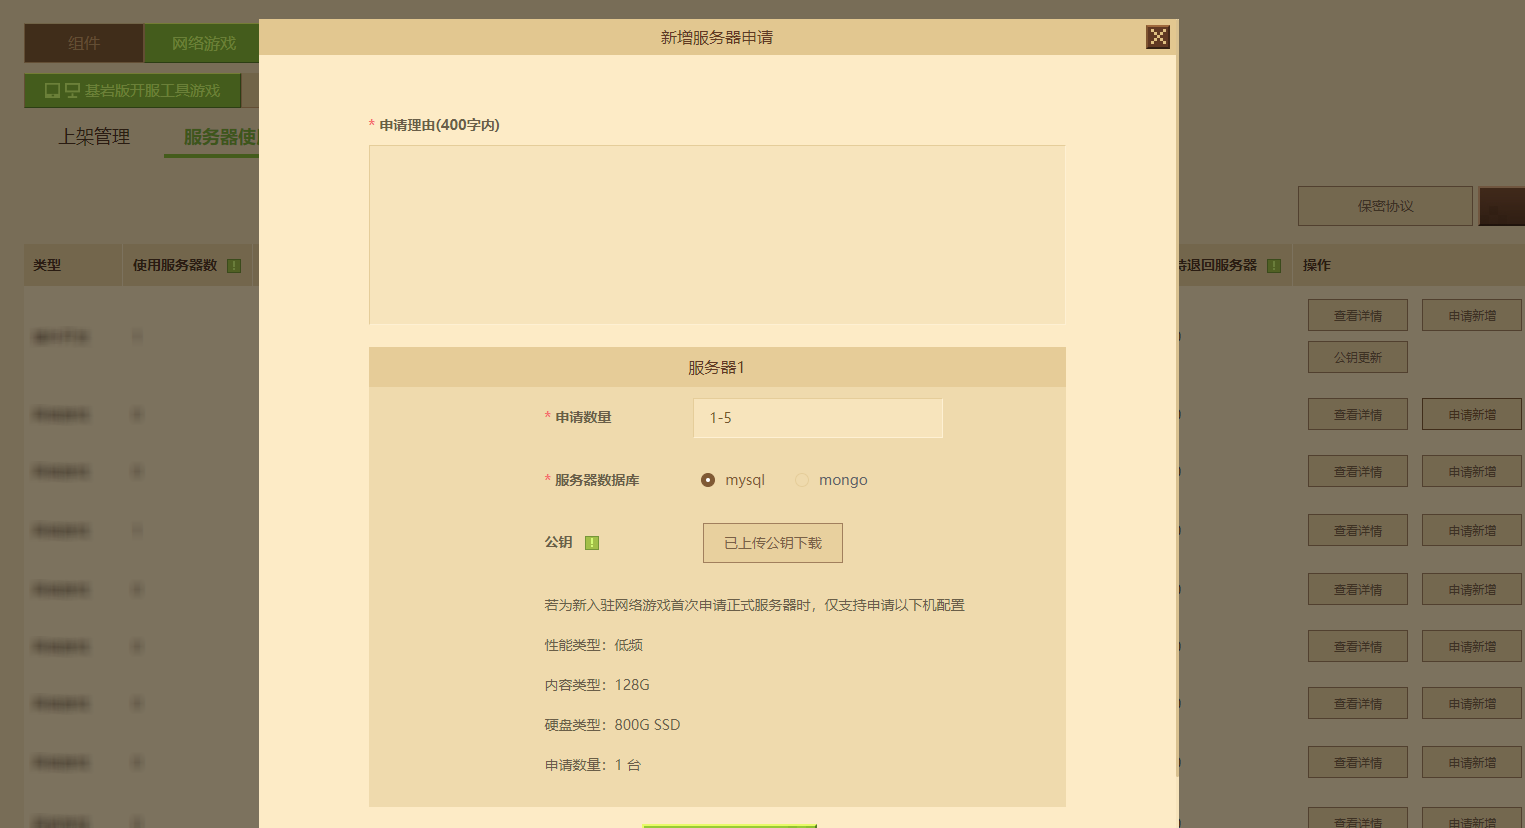 组件
网络游戏
新增服务器申请
基岩版开服工具游戏
上架管理
服务器使
* 申请理由(400字内)
保密协议
类型
使用服务器数
待退回服务器
操作
查看详情
申请新增
公钥更新
服务器1
* 申请数量
1-5
查看详情
申请新增
* 服务器数据库
mysql
mongo
查看详情
申请新增
公钥
已上传公钥下载
查看详情
申请新增
若为新入驻网络游戏首次申请正式服务器时，仅支持申请以下机配置
查看详情
申请新增
性能类型：低频
查看详情
申请新增
内容类型：128G
查看详情
申请新增
硬盘类型：800G SSD
申请数量：1 台
查看详情
申请新增
查看详情
申请新增